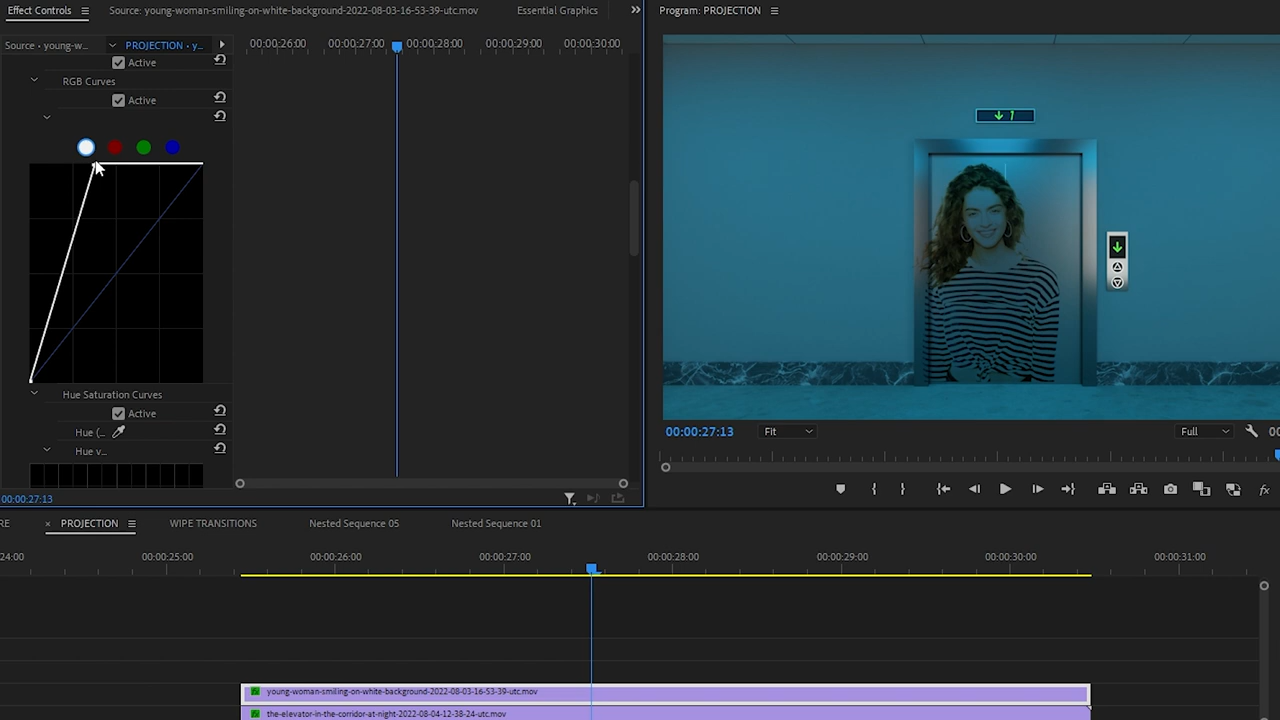 Effect Controls
Source: young-woman-smiling-on-white-background-2022-08-03-16-53-39-utc.mov
Essential Graphics
Program: PROJECTION
Source • young-w...
PROJECTION • y...
00:00:26:00
00:00:27:00
00:00:28:00
00:00:29:00
00:00:30:00
Active
RGB Curves
Active
Hue Saturation Curves
Active
Hue (...
Hue v...
00:00:27:13
↓ 1
00:00:27:13
Fit
Full
00
fx
RE
× PROJECTION
WIPE TRANSITIONS
Nested Sequence 05
Nested Sequence 01
24:00
00:00:25:00
00:00:26:00
00:00:27:00
00:00:28:00
00:00:29:00
00:00:30:00
00:00:31:00
fx young-woman-smiling-on-white-background-2022-08-03-16-53-39-utc.mov
fx the-elevator-in-the-corridor-at-night-2022-08-04-12-38-24-utc.mov